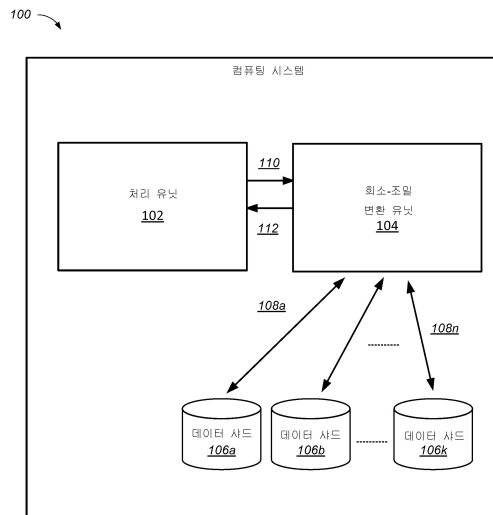 100
컴퓨팅 시스템
처리 유닛
102
110
112
희소-조밀
변환 유닛
104
108a
108n
데이터 샤드
106a
데이터 샤드
106b
데이터 샤드
106k